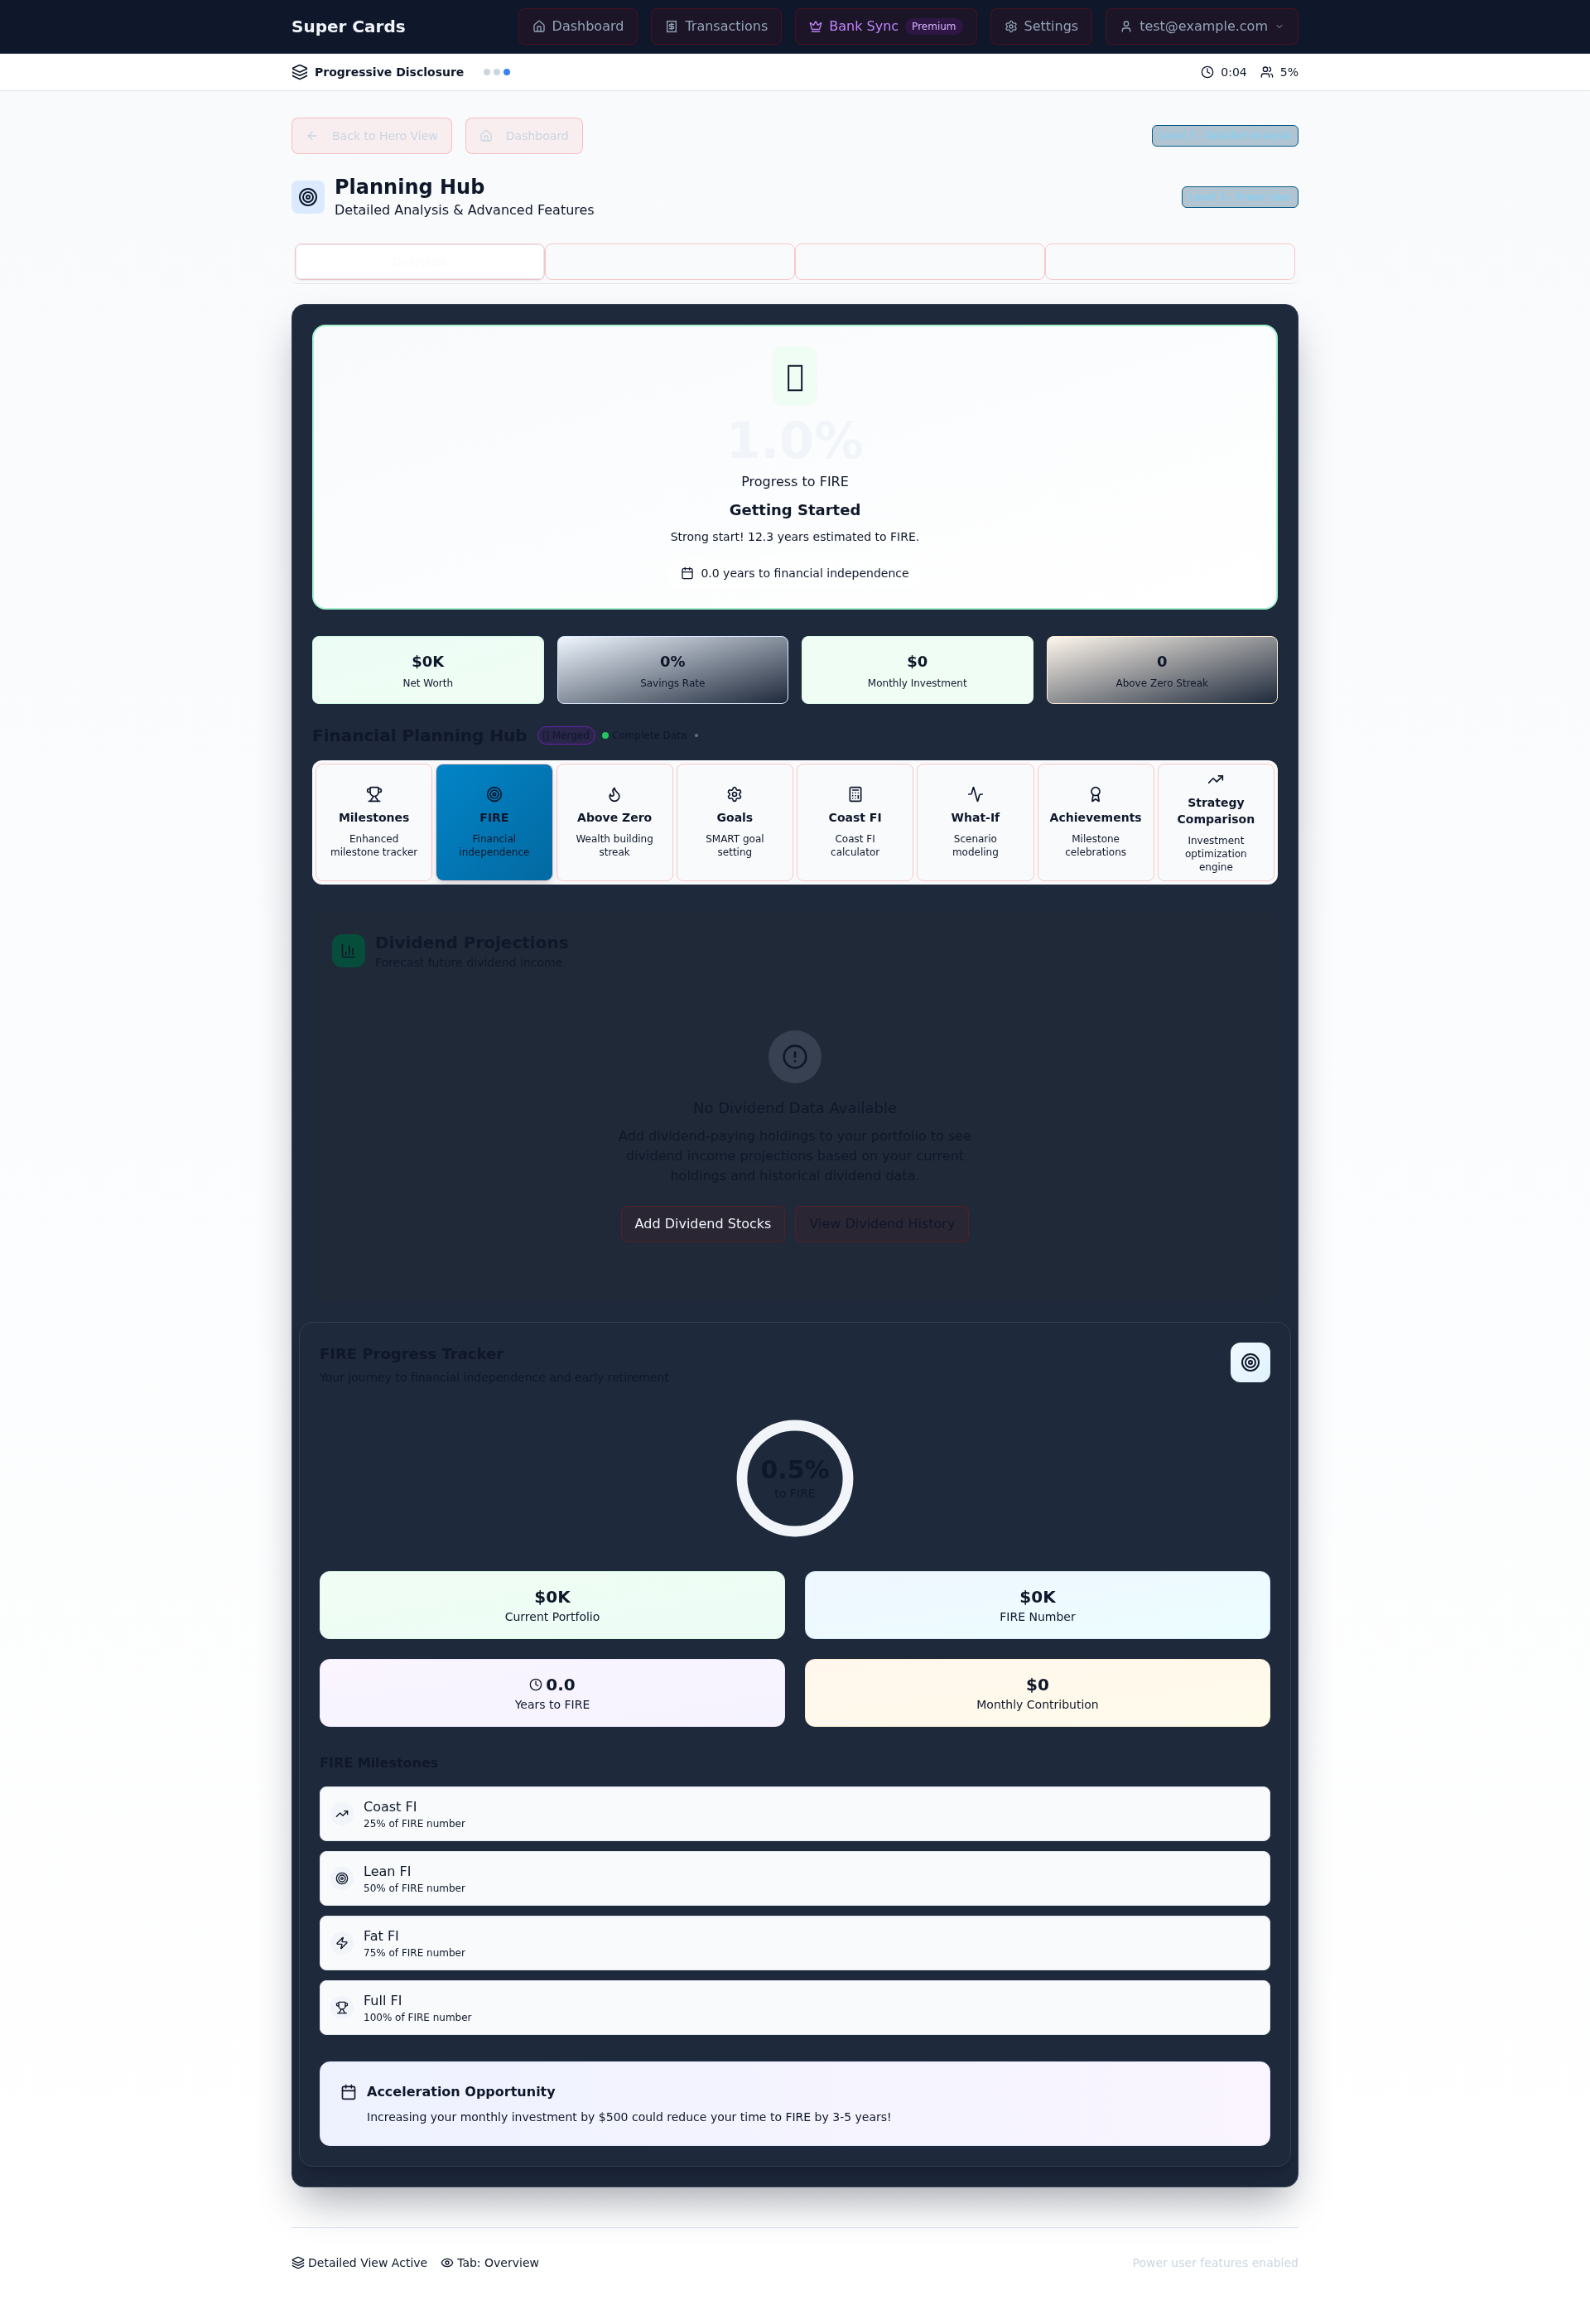 Super Cards
Dashboard
Transactions
Bank Sync Premium
Settings
test@example.com
Progressive Disclosure
0:04
5%
Back to Hero View
Dashboard
Planning Hub
Detailed Analysis & Advanced Features
1.0%
Progress to FIRE
Getting Started
Strong start! 12.3 years estimated to FIRE.
0.0 years to financial independence
$0K
Net Worth
0%
Savings Rate
$0
Monthly Investment
0
Above Zero Streak
Financial Planning Hub
Merged
Complete Data
•
Milestones
Enhanced
milestone tracker
FIRE
Financial
independence
Above Zero
Wealth building
streak
Goals
SMART goal
setting
Coast FI
Coast FI
calculator
What-If
Scenario
modeling
Achievements
Milestone
celebrations
Strategy
Comparison
Investment
optimization
engine
Dividend Projections
Forecast future dividend income
No Dividend Data Available
Add dividend-paying holdings to your portfolio to see
dividend income projections based on your current
holdings and historical dividend data.
Add Dividend Stocks
View Dividend History
FIRE Progress Tracker
Your journey to financial independence and early retirement
0.5%
to FIRE
$0K
Current Portfolio
$0K
FIRE Number
0.0
Years to FIRE
$0
Monthly Contribution
FIRE Milestones
Coast FI
25% of FIRE number
Lean FI
50% of FIRE number
Fat FI
75% of FIRE number
Full FI
100% of FIRE number
Acceleration Opportunity
Increasing your monthly investment by $500 could reduce your time to FIRE by 3-5 years!
Detailed View Active
Tab: Overview
Power user features enabled